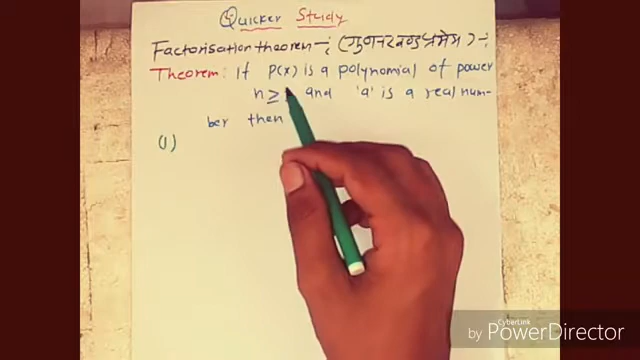 Quicker Study
Factorisation theorem -: (गुणनखण्ड प्रमेय) -:
Theorem: If P(x) is a polynomial of power
n ≥ and 'a' is a real num-
ber then
(1)
CyberLink
by PowerDirector